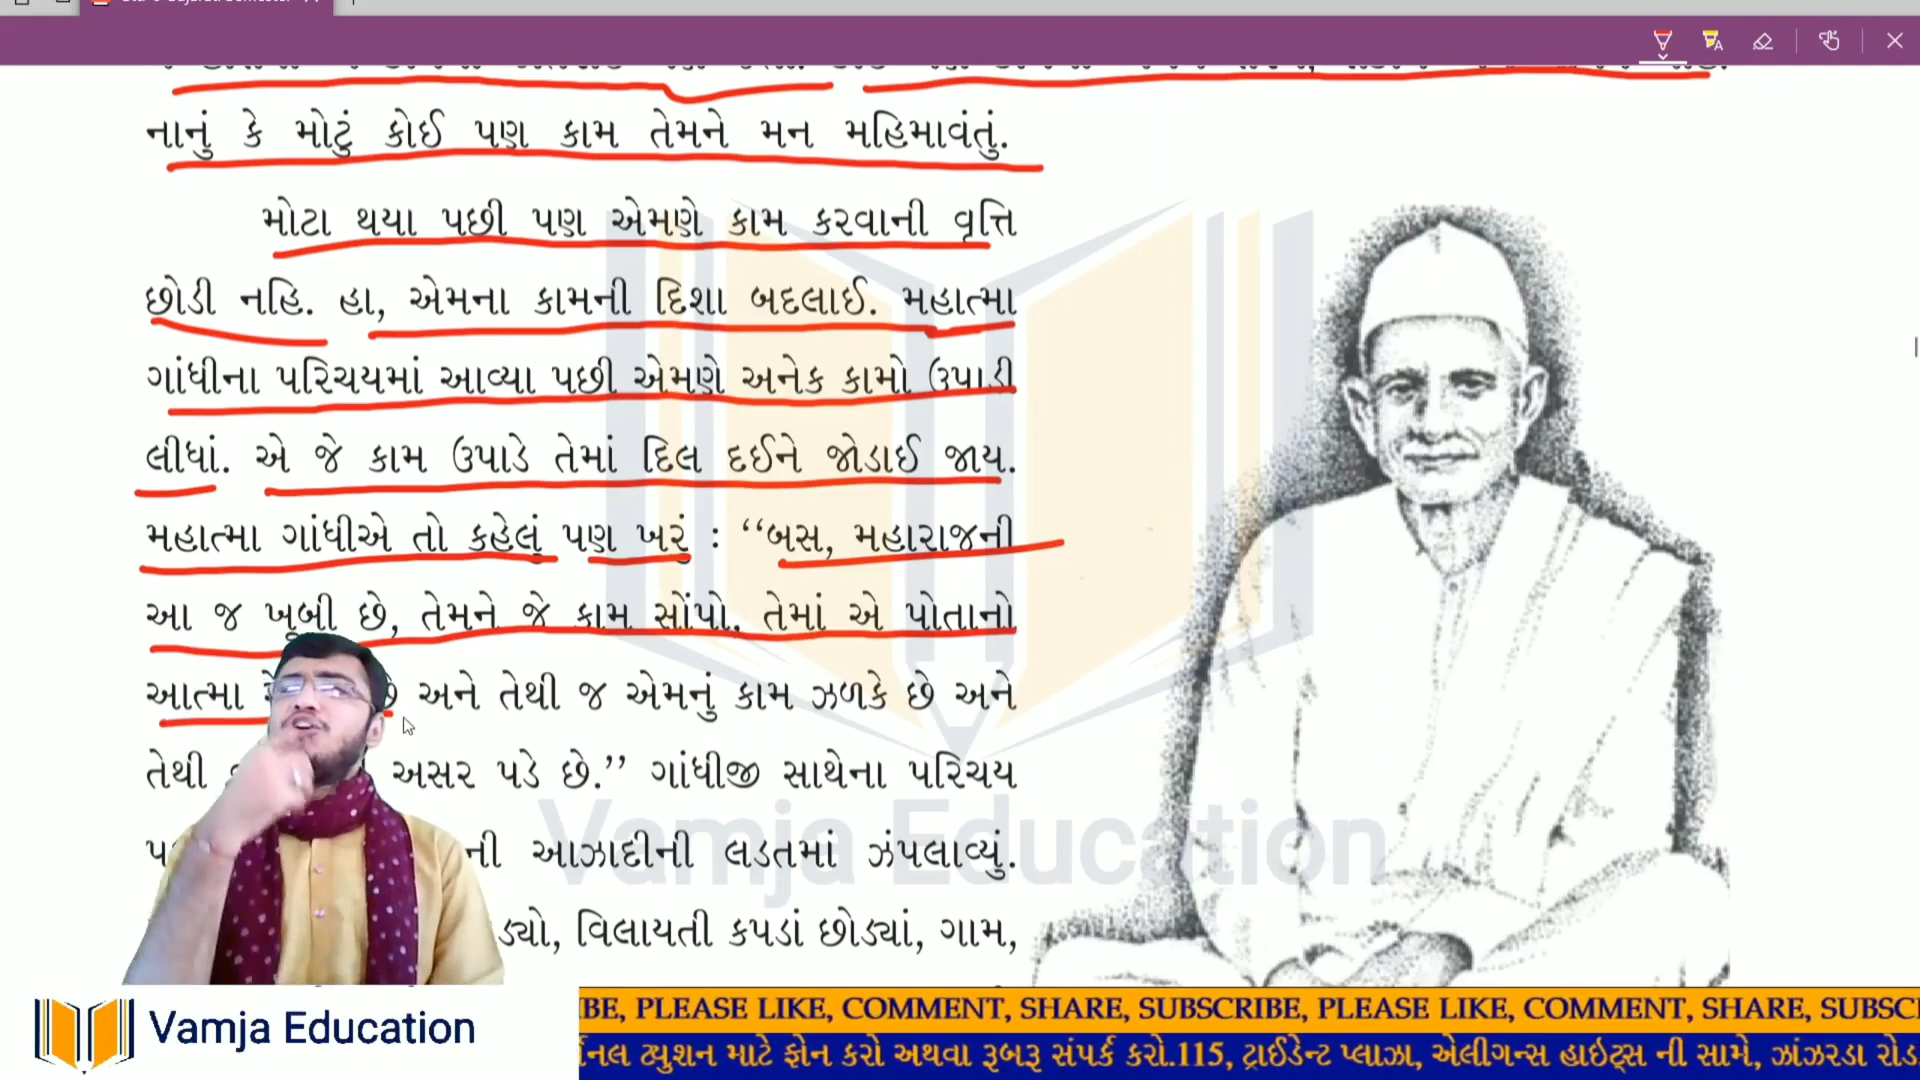 નાનું કે મોટું કોઈ પણ કામ તેમને મન મહિમાવંતું.
મોટા થયા પછી પણ એમણે કામ કરવાની વૃત્તિ
છોડી નહિ. હા, એમના કામની દિશા બદલાઈ. મહાત્મા
ગાંધીના પરિચયમાં આવ્યા પછી એમણે અનેક કામો ઉપાડી
લીધાં. એ જે કામ ઉપાડે તેમાં દિલ દઈને જોડાઈ જાય.
મહાત્મા ગાંધીએ તો કહેલું પણ ખરું : ‘‘બસ, મહારાજની
આ જ ખૂબી છે, તેમને જે કામ સોંપો, તેમાં એ પોતાનો
આત્મા છે અને તેથી જ એમનું કામ ઝળકે છે અને
તેથી અસર પડે છે.’’ ગાંધીજી સાથેના પરિચય
ની આઝાદીની લડતમાં ઝંપલાવ્યું.
ડ્યો, વિલાયતી કપડાં છોડ્યાં, ગામ,
Vamja Education
Vamja Education
BE, PLEASE LIKE, COMMENT, SHARE, SUBSCRIBE, PLEASE LIKE, COMMENT, SHARE, SUBSC
ર્નલ ટ્યુશન માટે ફોન કરો અથવા રૂબરૂ સંપર્ક કરો.115, ટ્રાઈડેન્ટ પ્લાઝા, એલીગન્સ હાઇટ્સ ની સામે, ઝાંઝરડા રોડ